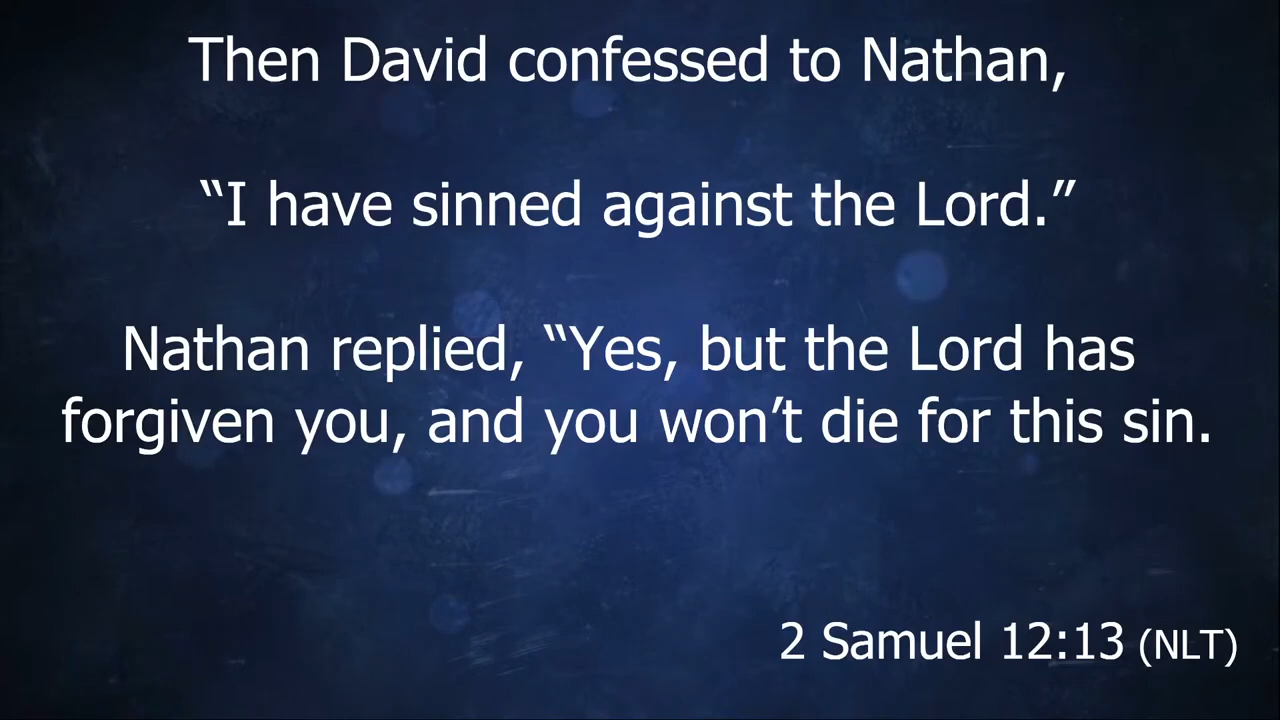 Then David confessed to Nathan,
“I have sinned against the Lord.”
Nathan replied, “Yes, but the Lord has
forgiven you, and you won’t die for this sin.
2 Samuel 12:13 (NLT)